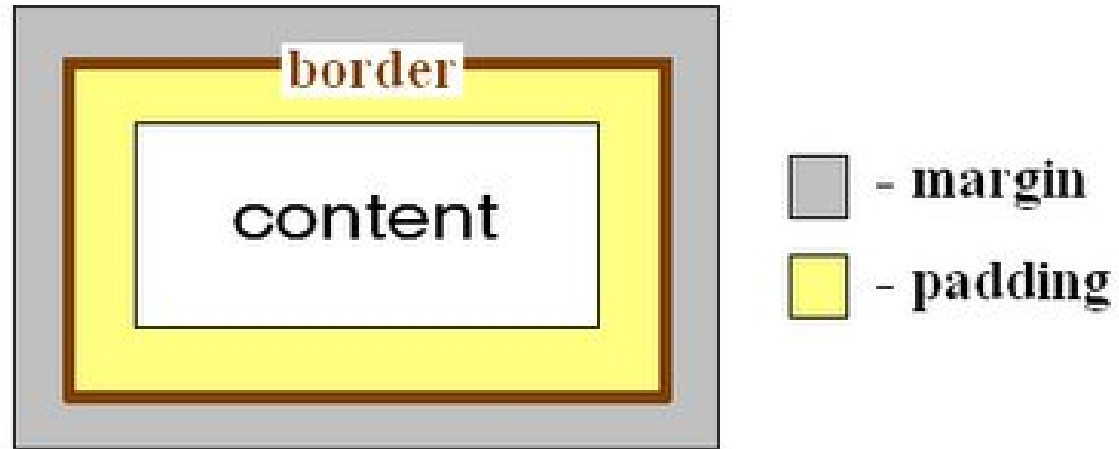 border
content
- margin
- padding